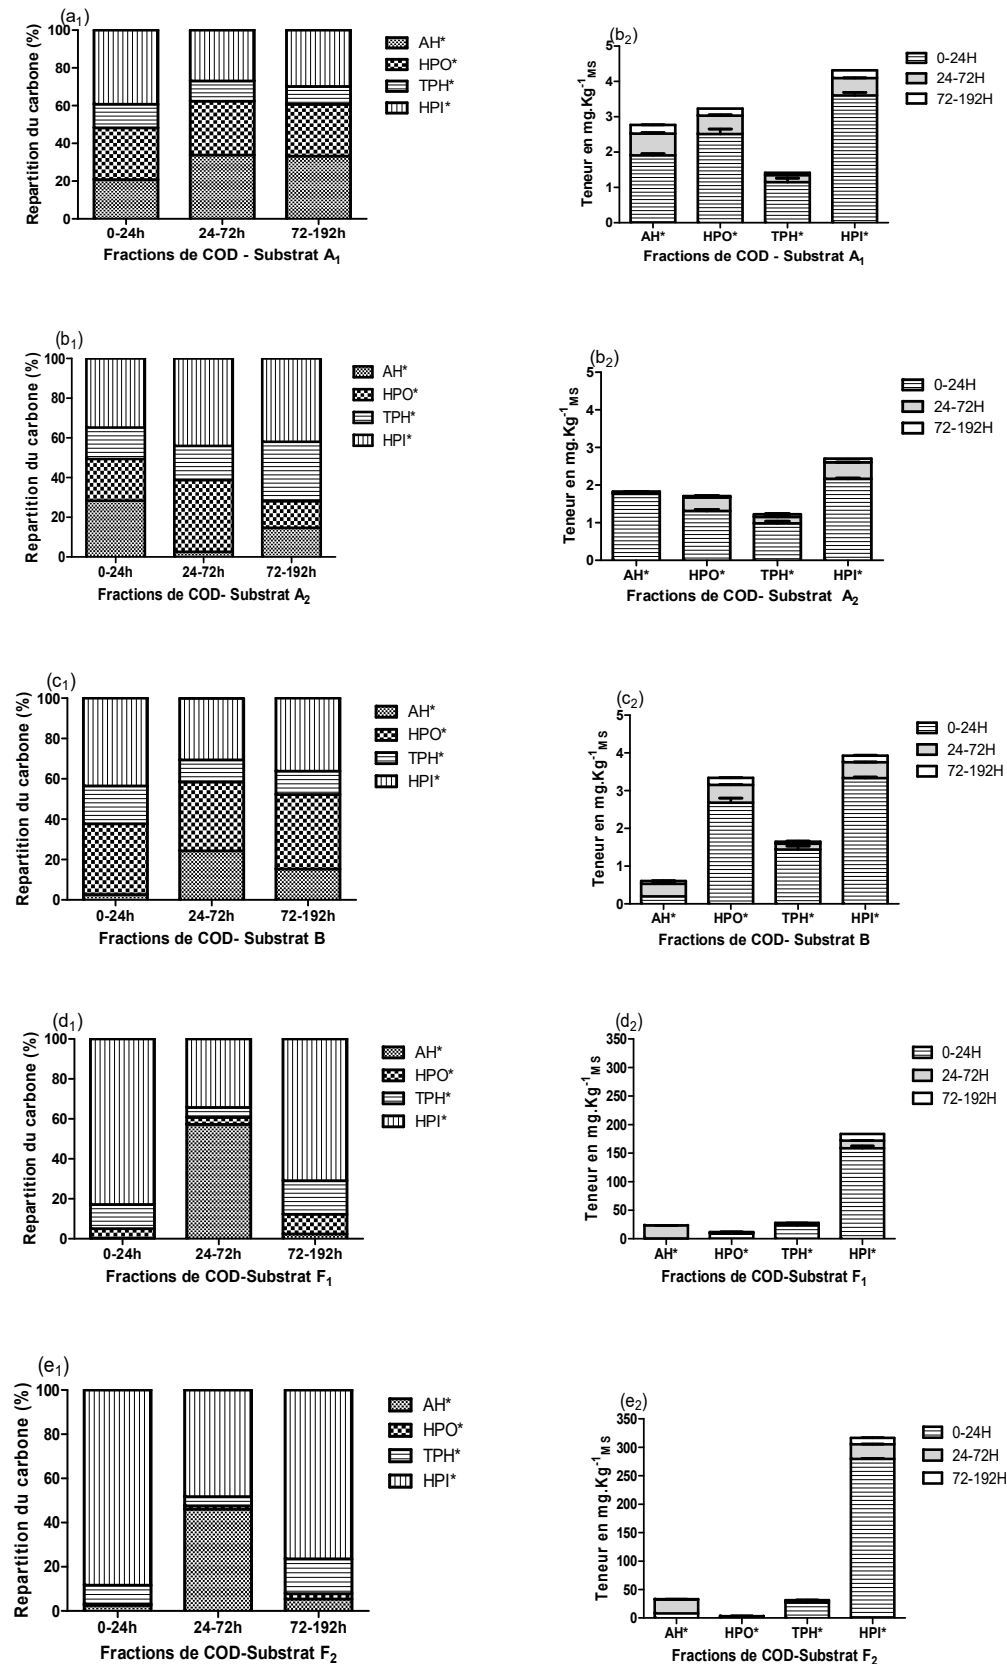 (a1)
Repartition du carbone (%)
100
80
60
40
20
0
0-24h 24-72h 72-192h
Fractions de COD - Substrat A1
AH*
HPO*
TPH*
HPI*
(b2)
Teneur en mg.Kg-1MS
5
4
3
2
1
0
AH* HPO* TPH* HPI*
Fractions de COD - Substrat A1
0-24H
24-72H
72-192H
(b1)
Repartition du carbone (%)
100
80
60
40
20
0
0-24h 24-72h 72-192h
Fractions de COD- Substrat A2
AH*
HPO*
TPH*
HPI*
(b2)
Teneur en mg.Kg-1MS
5
4
3
2
1
0
AH* HPO* TPH* HPI*
Fractions de COD- Substrat A2
0-24H
24-72H
72-192H
(c1)
Repartition du carbone (%)
100
80
60
40
20
0
0-24h 24-72h 72-192h
Fractions de COD- Substrat B
AH*
HPO*
TPH*
HPI*
(c2)
Teneur en mg.Kg-1MS
5
4
3
2
1
0
AH* HPO* TPH* HPI*
Fractions de COD- Substrat B
0-24H
24-72H
72-192H
(d1)
Repartition du carbone (%)
100
80
60
40
20
0
0-24h 24-72h 72-192h
Fractions de COD-Substrat F1
AH*
HPO*
TPH*
HPI*
(d2)
Teneur en mg.Kg-1MS
350
300
250
200
150
100
50
0
AH* HPO* TPH* HPI*
Fractions de COD-Substrat F1
0-24H
24-72H
72-192H
(e1)
Repartition du carbone (%)
100
80
60
40
20
0
0-24h 24-72h 72-192h
Fractions de COD-Substrat F2
AH*
HPO*
TPH*
HPI*
(e2)
Teneur en mg.Kg-1MS
350
300
250
200
150
100
50
0
AH* HPO* TPH* HPI*
Fractions de COD-Substrat F2
0-24H
24-72H
72-192H